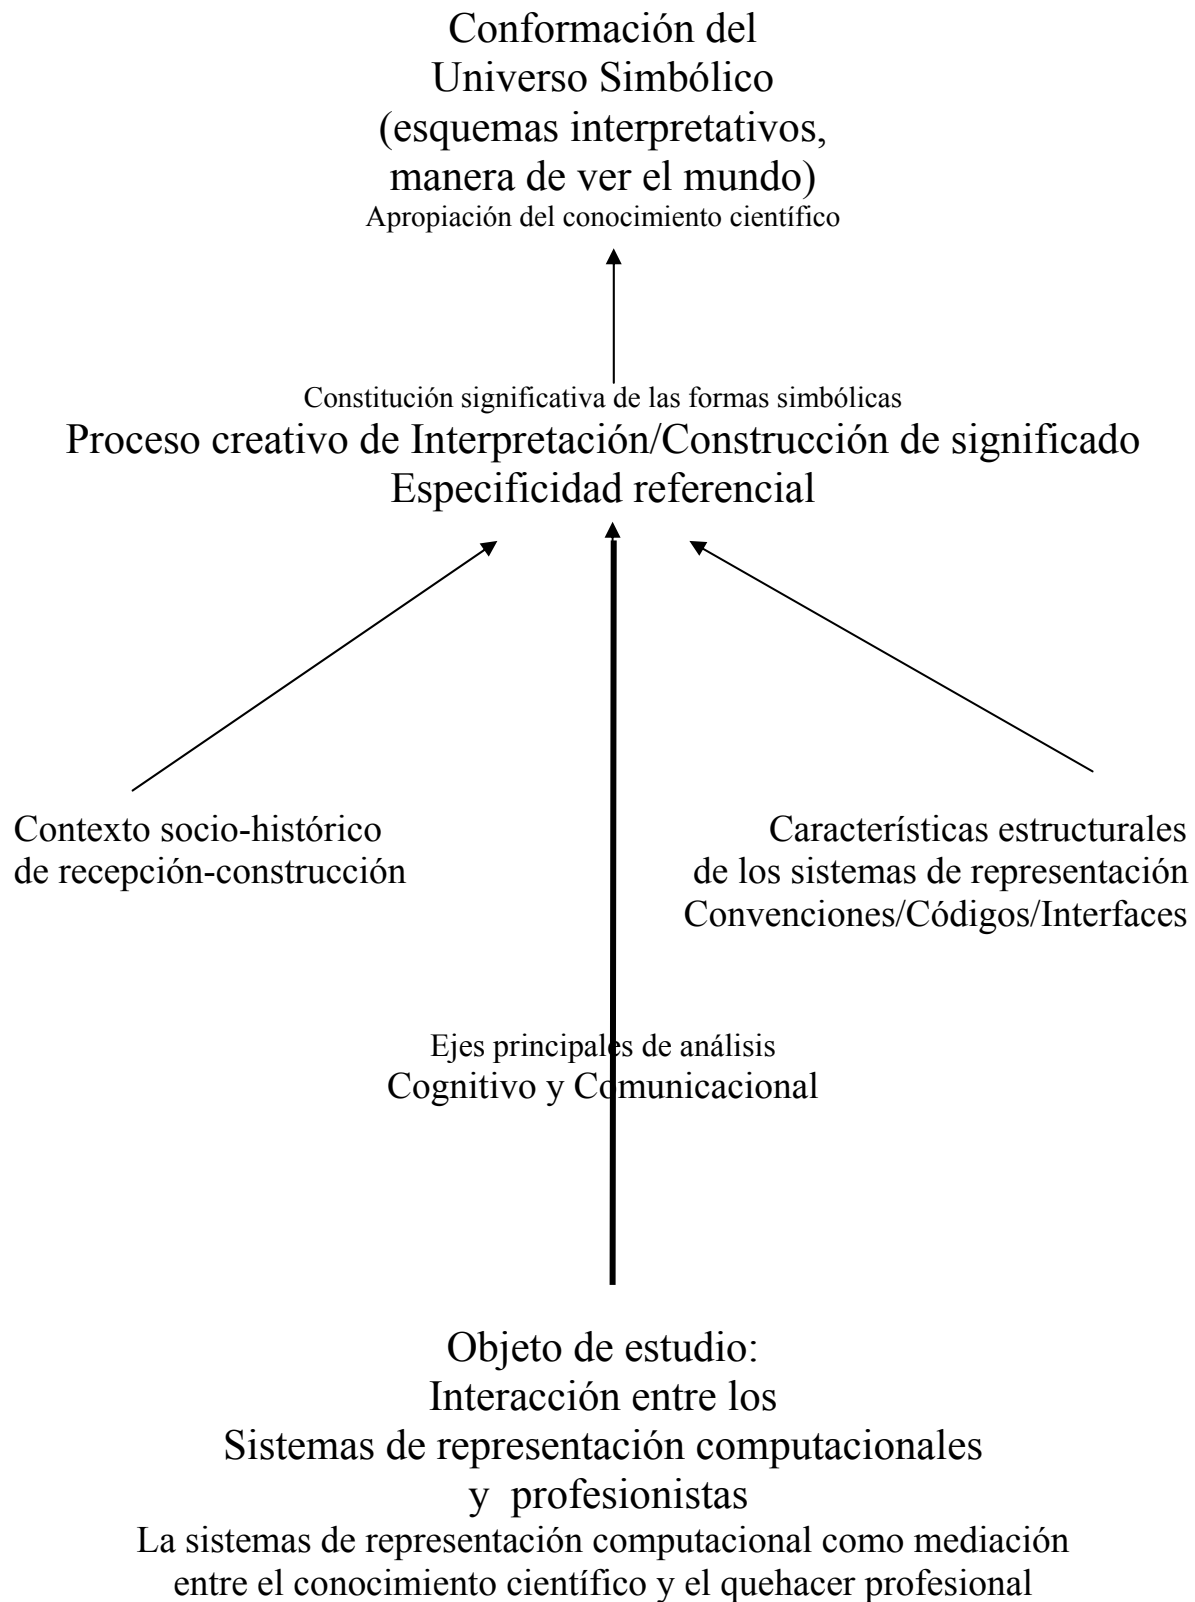 Conformación del
Universo Simbólico
(esquemas interpretativos,
manera de ver el mundo)
Apropiación del conocimiento científico
Constitución significativa de las formas simbólicas
Proceso creativo de Interpretación/Construcción de significado
Especificidad referencial
Contexto socio-histórico
de recepción-construcción
Características estructurales
de los sistemas de representación
Convenciones/Códigos/Interfaces
Ejes principales de análisis
Cognitivo y Comunicacional
Objeto de estudio:
Interacción entre los
Sistemas de representación computacionales
y profesionistas
La sistemas de representación computacional como mediación
entre el conocimiento científico y el quehacer profesional